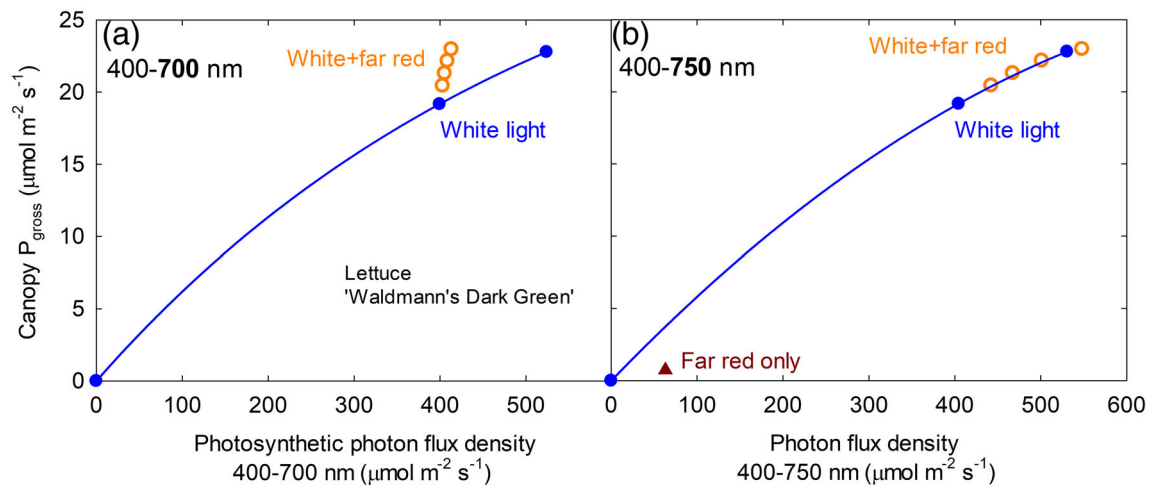 (a)
400-700 nm
White+far red
White light
Lettuce
'Waldmann's Dark Green'
25
20
15
10
5
0
Canopy Pgross (μmol m-2 s-1)
0 100 200 300 400 500
Photosynthetic photon flux density
400-700 nm (μmol m-2 s-1)
(b)
400-750 nm
White+far red
White light
Far red only
0 100 200 300 400 500 600
Photon flux density
400-750 nm (μmol m-2 s-1)